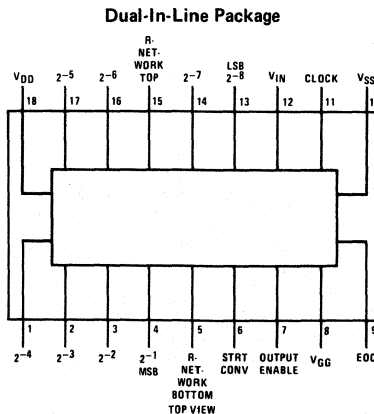 Dual-In-Line Package
R-
NET-
WORK
TOP
LSB
VDD 2−5 2−6 2−7 2−8 VIN CLOCK VSS
18 17 16 15 14 13 12 11 1
1 2 3 4 5 6 7 8 9
2−4 2−3 2−2 2−1 R- STRT OUTPUT VGG EOC
MSB NET- CONV ENABLE
WORK
BOTTOM
TOP VIEW